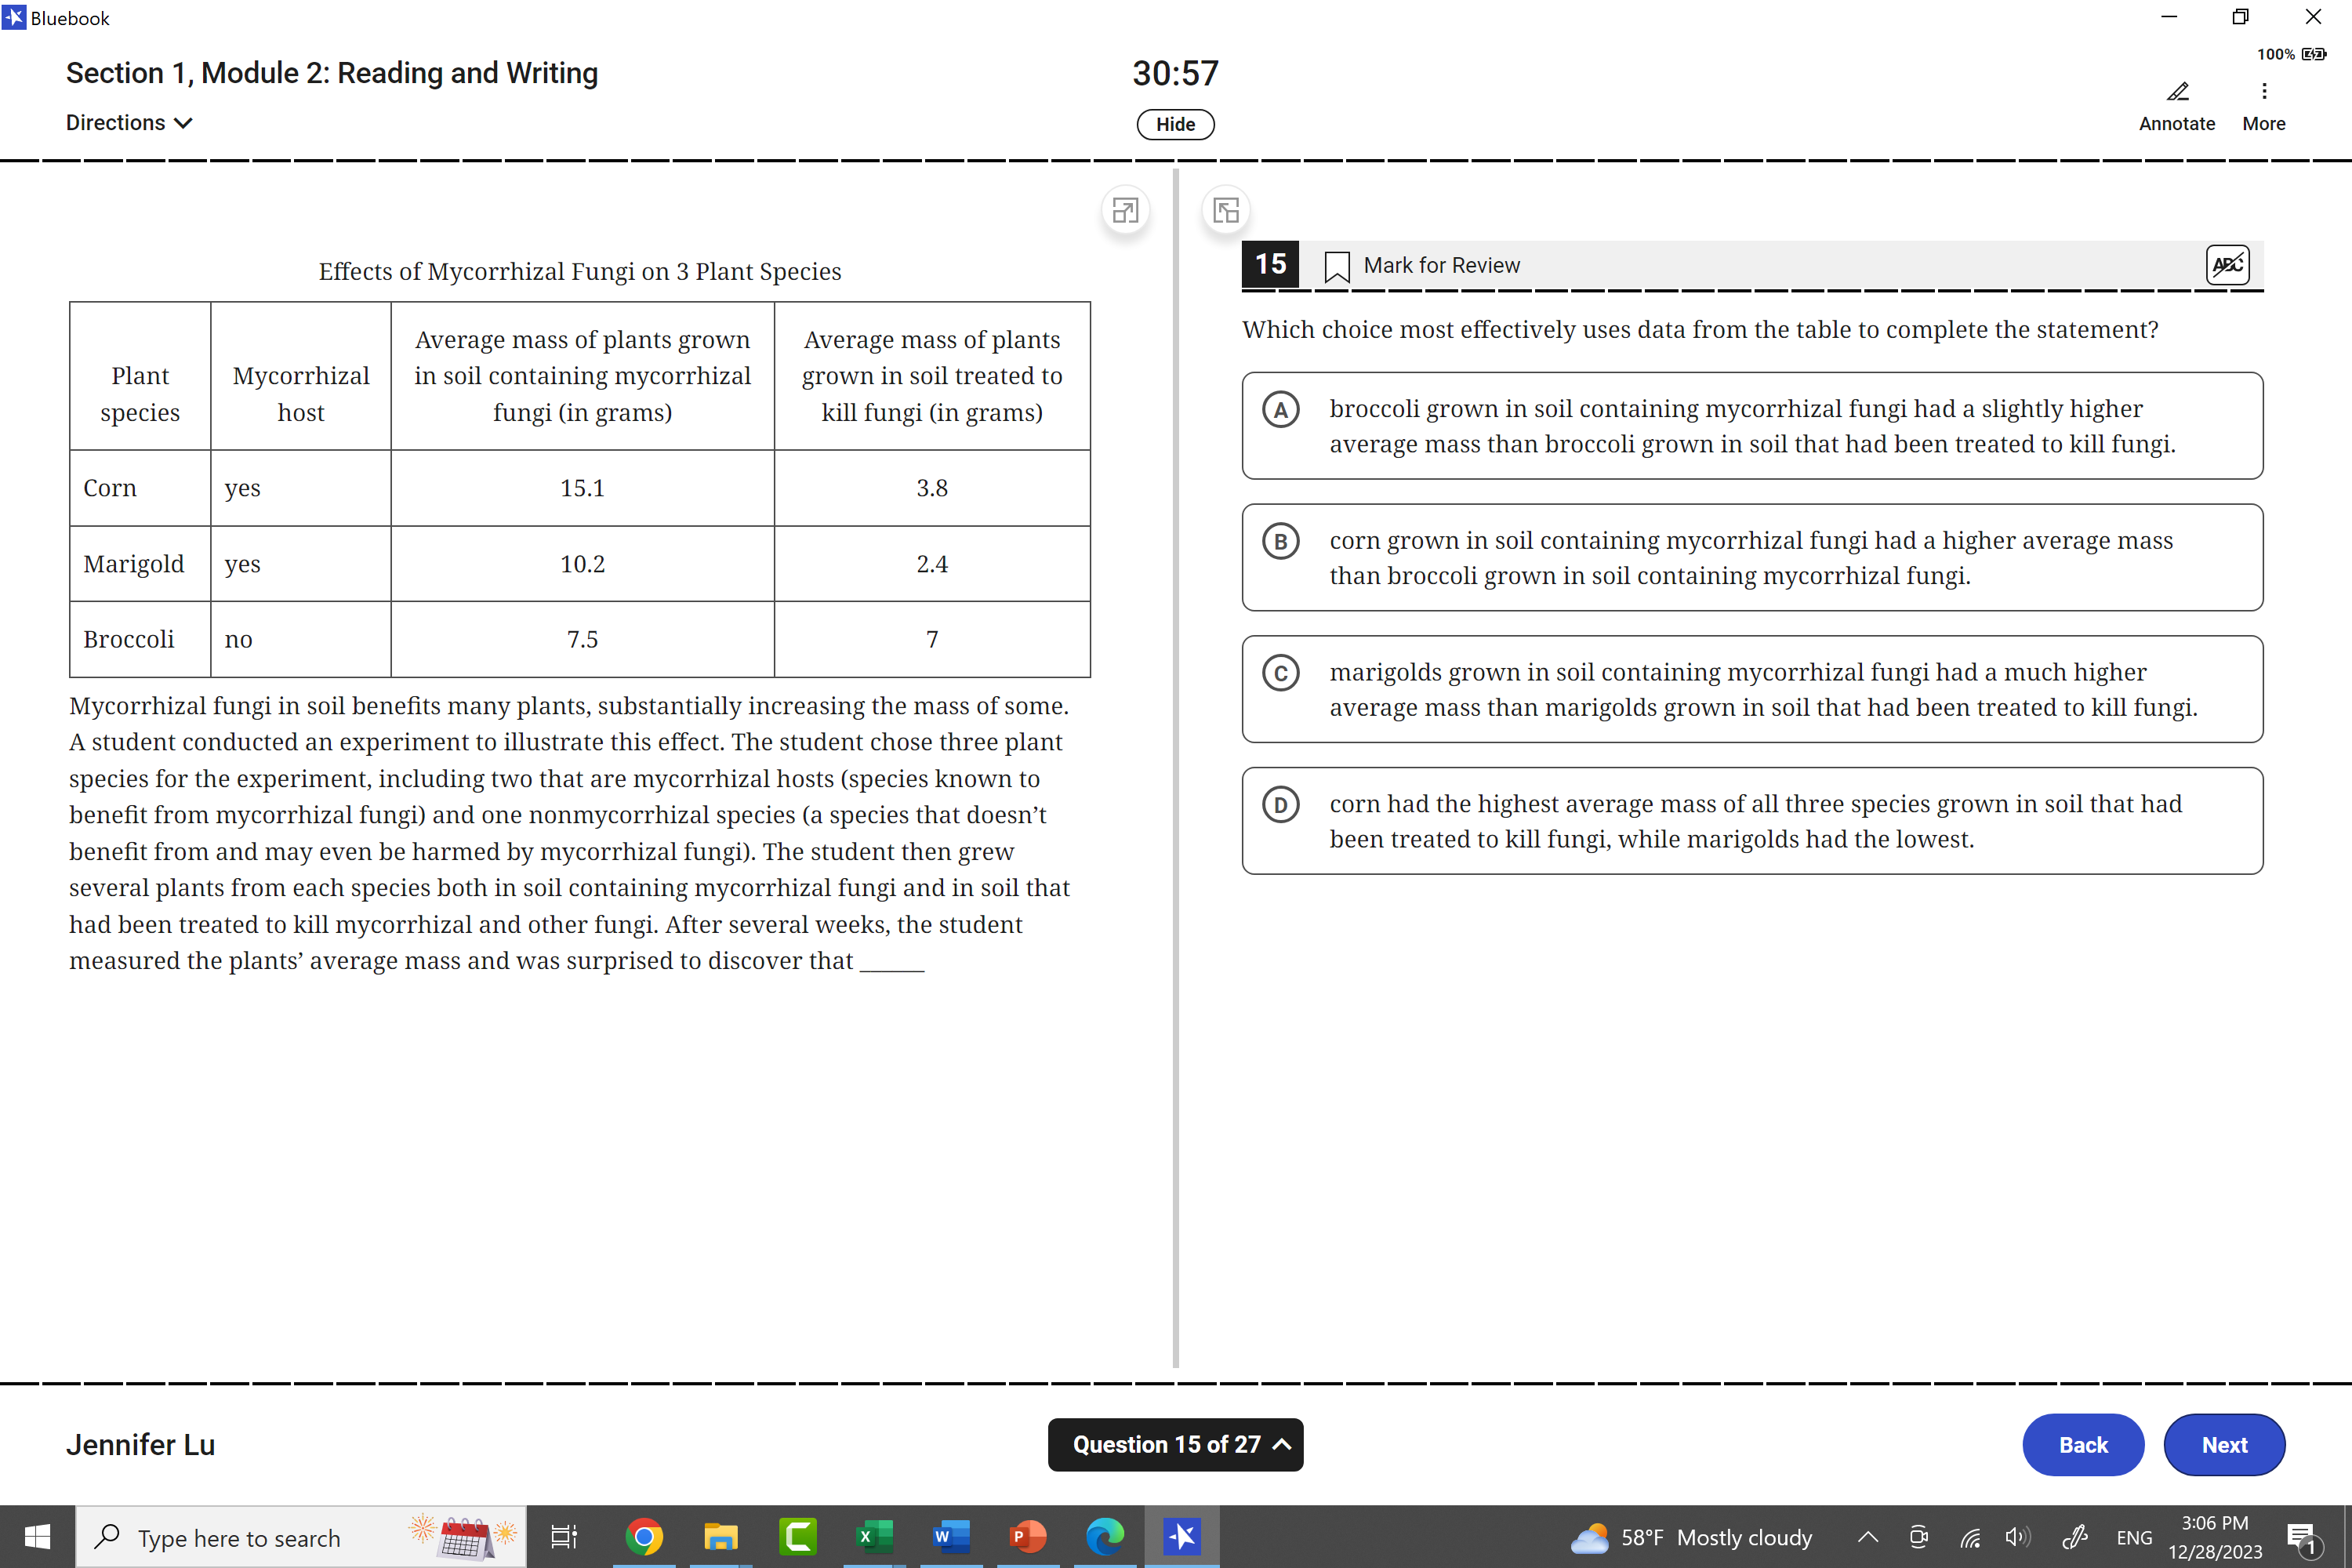 Bluebook
100%
Section 1, Module 2: Reading and Writing
30:57
Directions
Hide
Annotate
More
Effects of Mycorrhizal Fungi on 3 Plant Species
Plant species
Mycorrhizal host
Average mass of plants grown in soil containing mycorrhizal fungi (in grams)
Average mass of plants grown in soil treated to kill fungi (in grams)
Corn yes 15.1 3.8
Marigold yes 10.2 2.4
Broccoli no 7.5 7
Mycorrhizal fungi in soil benefits many plants, substantially increasing the mass of some.
A student conducted an experiment to illustrate this effect. The student chose three plant
species for the experiment, including two that are mycorrhizal hosts (species known to
benefit from mycorrhizal fungi) and one nonmycorrhizal species (a species that doesn’t
benefit from and may even be harmed by mycorrhizal fungi). The student then grew
several plants from each species both in soil containing mycorrhizal fungi and in soil that
had been treated to kill mycorrhizal and other fungi. After several weeks, the student
measured the plants’ average mass and was surprised to discover that ______
15 Mark for Review ABC
Which choice most effectively uses data from the table to complete the statement?
A broccoli grown in soil containing mycorrhizal fungi had a slightly higher
average mass than broccoli grown in soil that had been treated to kill fungi.
B corn grown in soil containing mycorrhizal fungi had a higher average mass
than broccoli grown in soil containing mycorrhizal fungi.
C marigolds grown in soil containing mycorrhizal fungi had a much higher
average mass than marigolds grown in soil that had been treated to kill fungi.
D corn had the highest average mass of all three species grown in soil that had
been treated to kill fungi, while marigolds had the lowest.
Jennifer Lu
Question 15 of 27
Back
Next
Type here to search
X
W
P
58°F Mostly cloudy
ENG
3:06 PM
12/28/2023
1